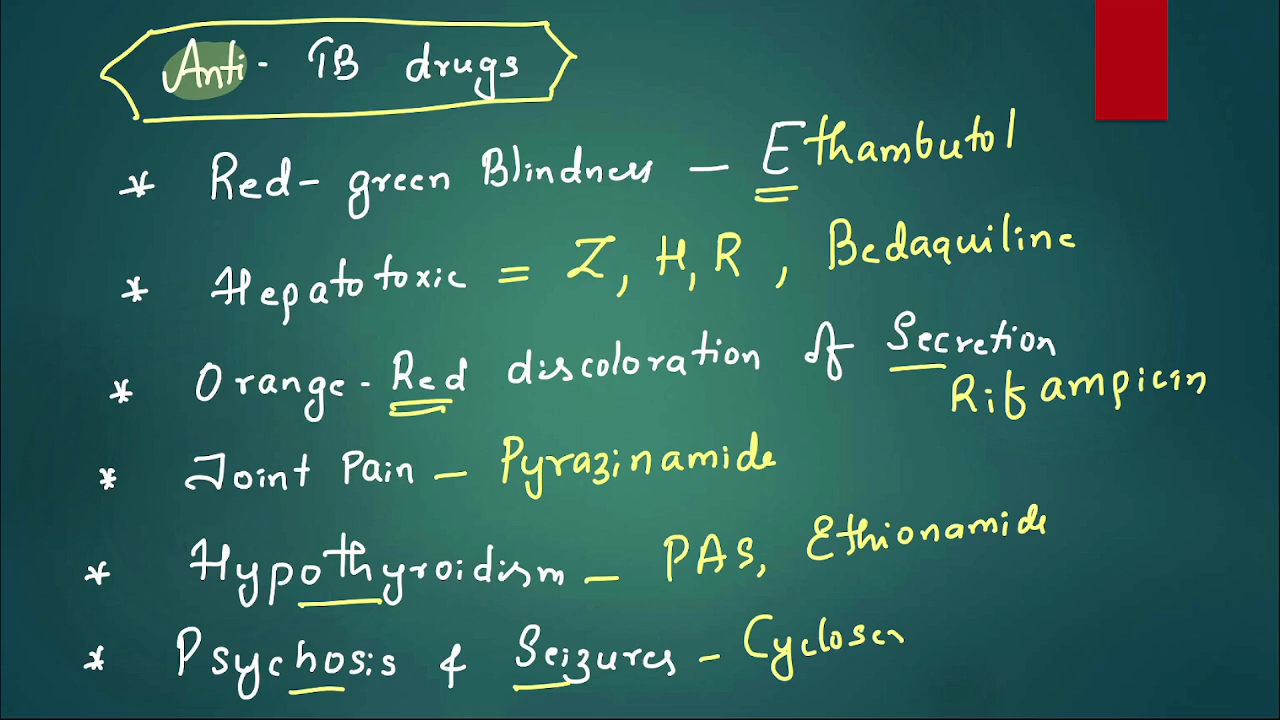 Anti - TB drugs
* Red - green Blindness — Ethambutol
* Hepatotoxic = Z, H, R, Bedaquiline
* Orange - Red discoloration of Secretion
Rifampicin
* Joint Pain — Pyrazinamide
* Hypothyroidism — PAS, Ethionamide
* Psychosis & Seizures - Cycloser